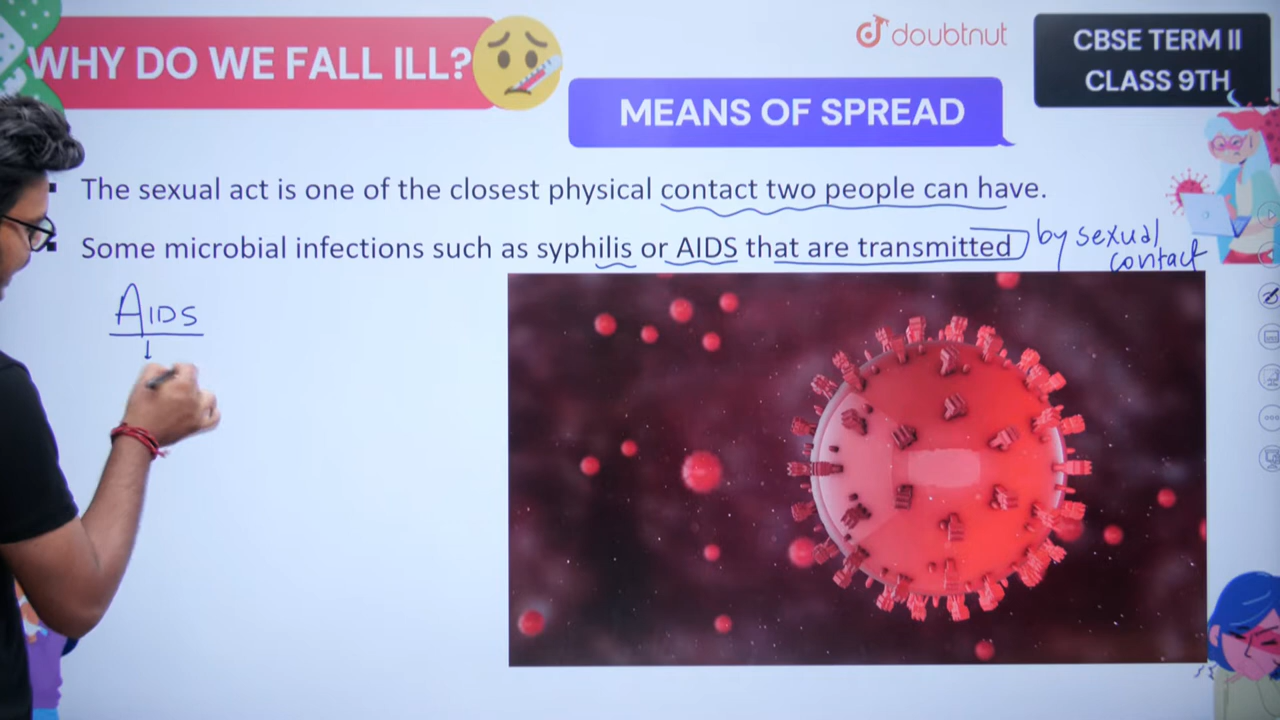 WHY DO WE FALL ILL?
doubtnut
CBSE TERM II
CLASS 9TH
MEANS OF SPREAD
The sexual act is one of the closest physical contact two people can have.
Some microbial infections such as syphilis or AIDS that are transmitted by sexual
contact
AIDS